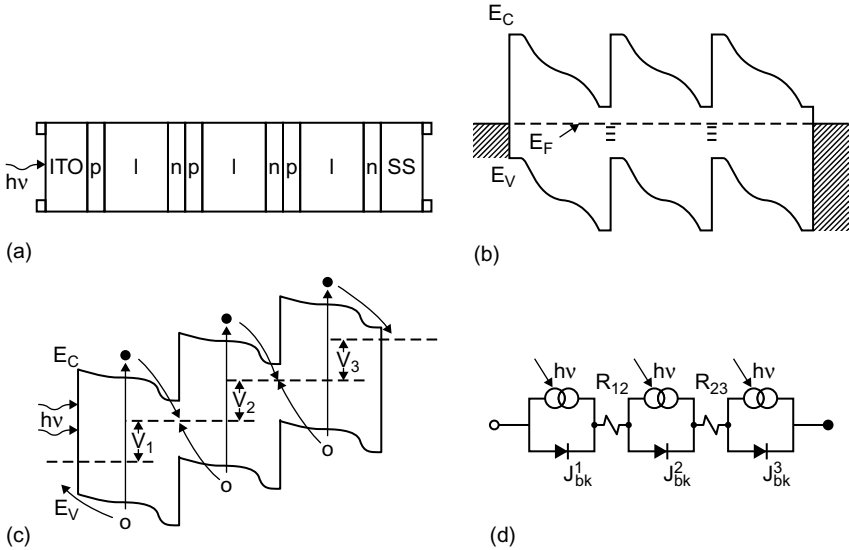 hν
ITO p I n p I n p I n SS
(a)
E_C
E_F
E_V
(b)
E_C
hν
E_V
V_1
V_2
V_3
(c)
hν
R_12
hν
R_23
hν
J_bk^1
J_bk^2
J_bk^3
(d)